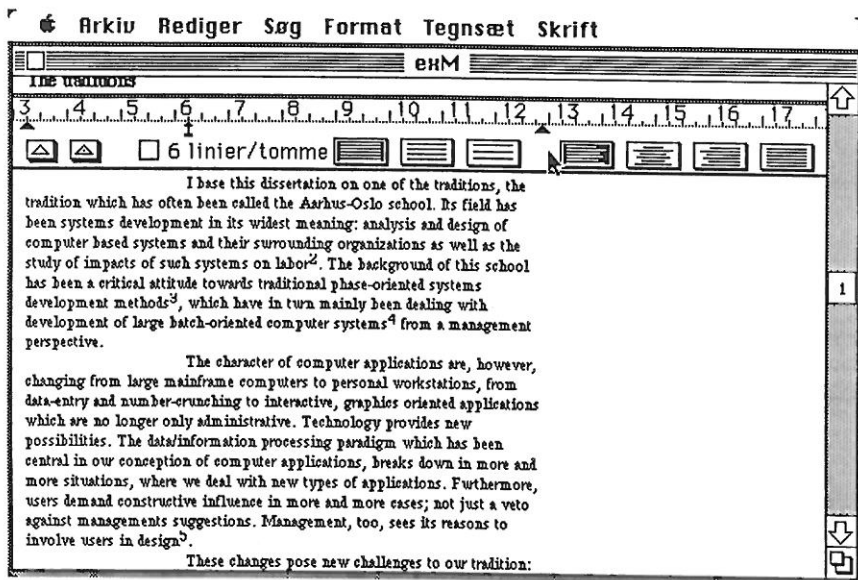 Arkiv Rediger Søg Format Tegnsæt Skrift
exM
The traditions
3 4 5 6 7 8 9 10 11 12 13 14 15 16 17
6 linier/tomme
I base this dissertation on one of the traditions, the
tradition which has often been called the Aarhus-Oslo school. Its field has
been systems development in its widest meaning: analysis and design of
computer based systems and their surrounding organizations as well as the
study of impacts of such systems on labor². The background of this school
has been a critical attitude towards traditional phase-oriented systems
development methods³, which have in turn mainly been dealing with
development of large batch-oriented computer systems⁴ from a management
perspective.
The character of computer applications are, however,
changing from large mainframe computers to personal workstations, from
data-entry and number-crunching to interactive, graphics oriented applications
which are no longer only administrative. Technology provides new
possibilities. The data/information processing paradigm which has been
central in our conception of computer applications, breaks down in more and
more situations, where we deal with new types of applications. Furthermore,
users demand constructive influence in more and more cases; not just a veto
against managements suggestions. Management, too, sees its reasons to
involve users in design⁵.
These changes pose new challenges to our tradition:
1